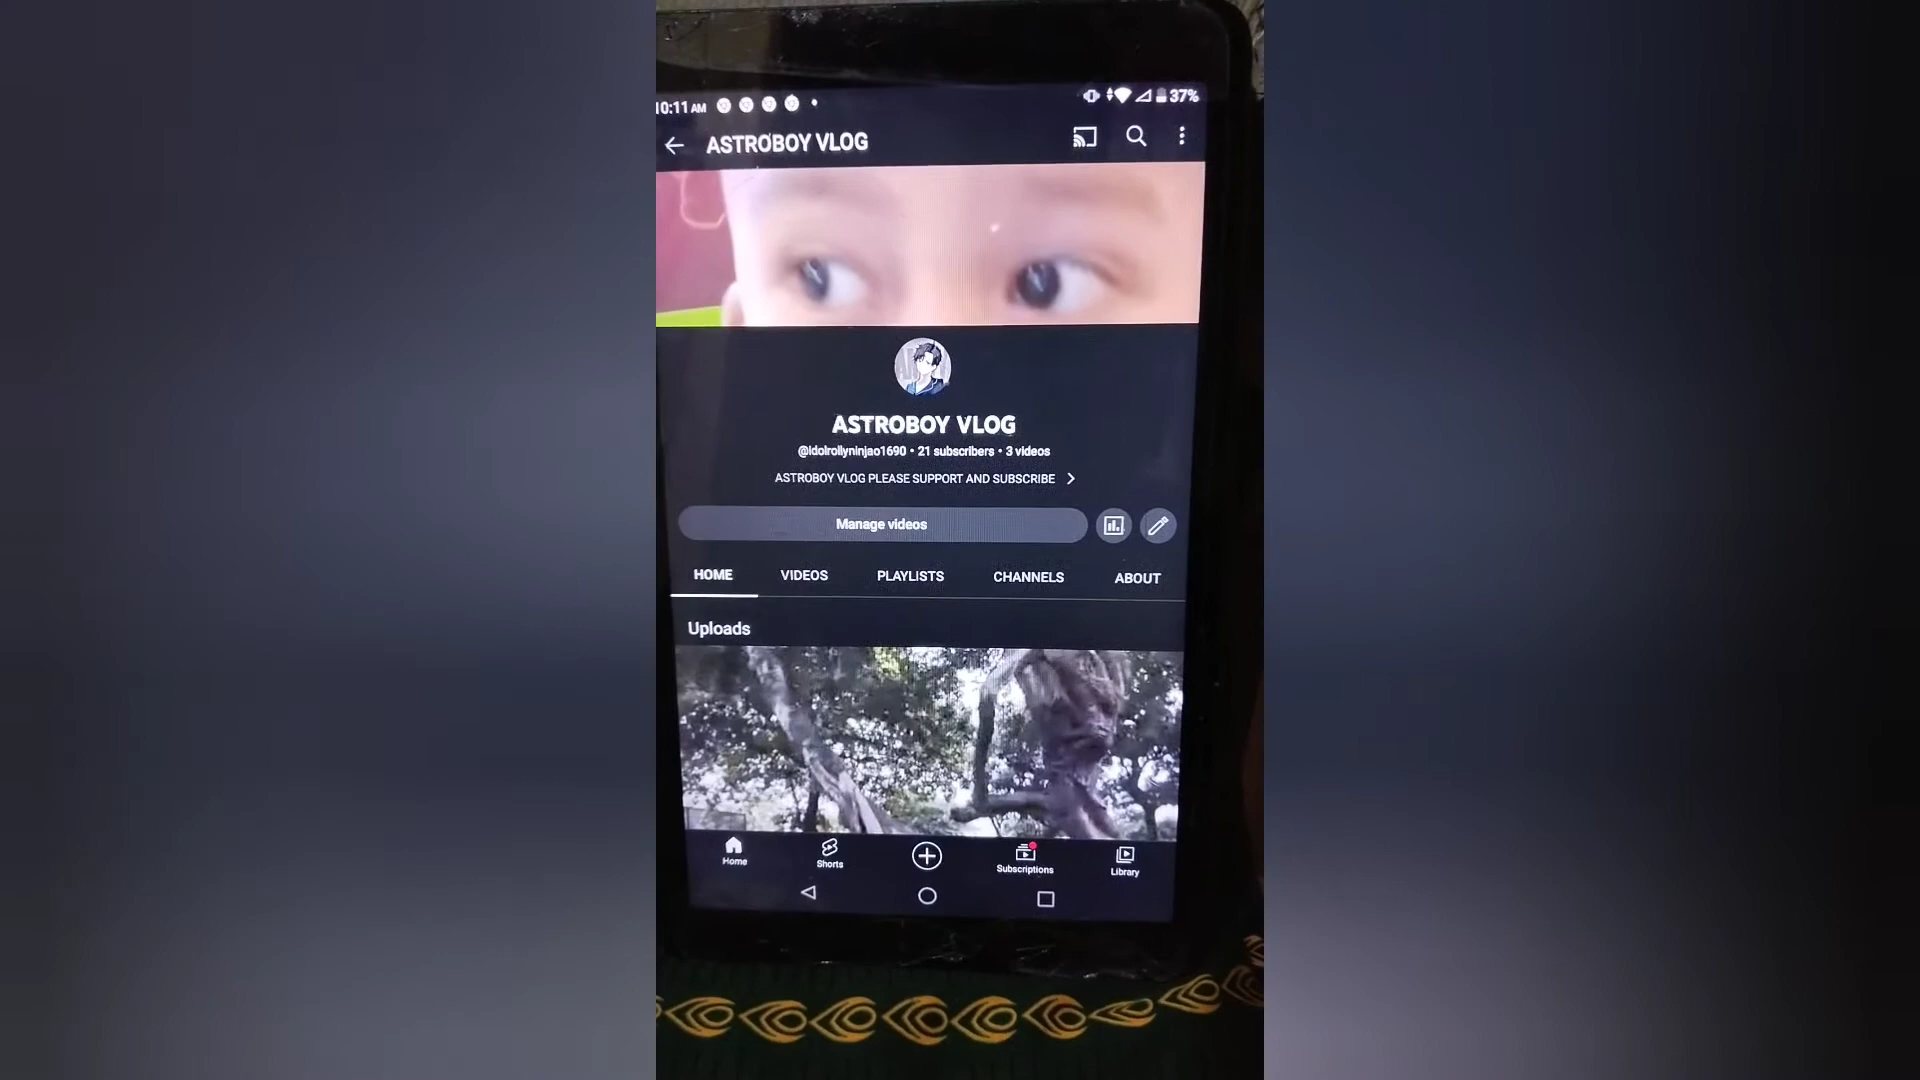 10:11 AM 37%
ASTROBOY VLOG
ASTROBOY VLOG
@idolrollyninjao1690 • 21 subscribers • 3 videos
ASTROBOY VLOG PLEASE SUPPORT AND SUBSCRIBE
Manage videos
HOME VIDEOS PLAYLISTS CHANNELS ABOUT
Uploads
Home Shorts Subscriptions Library